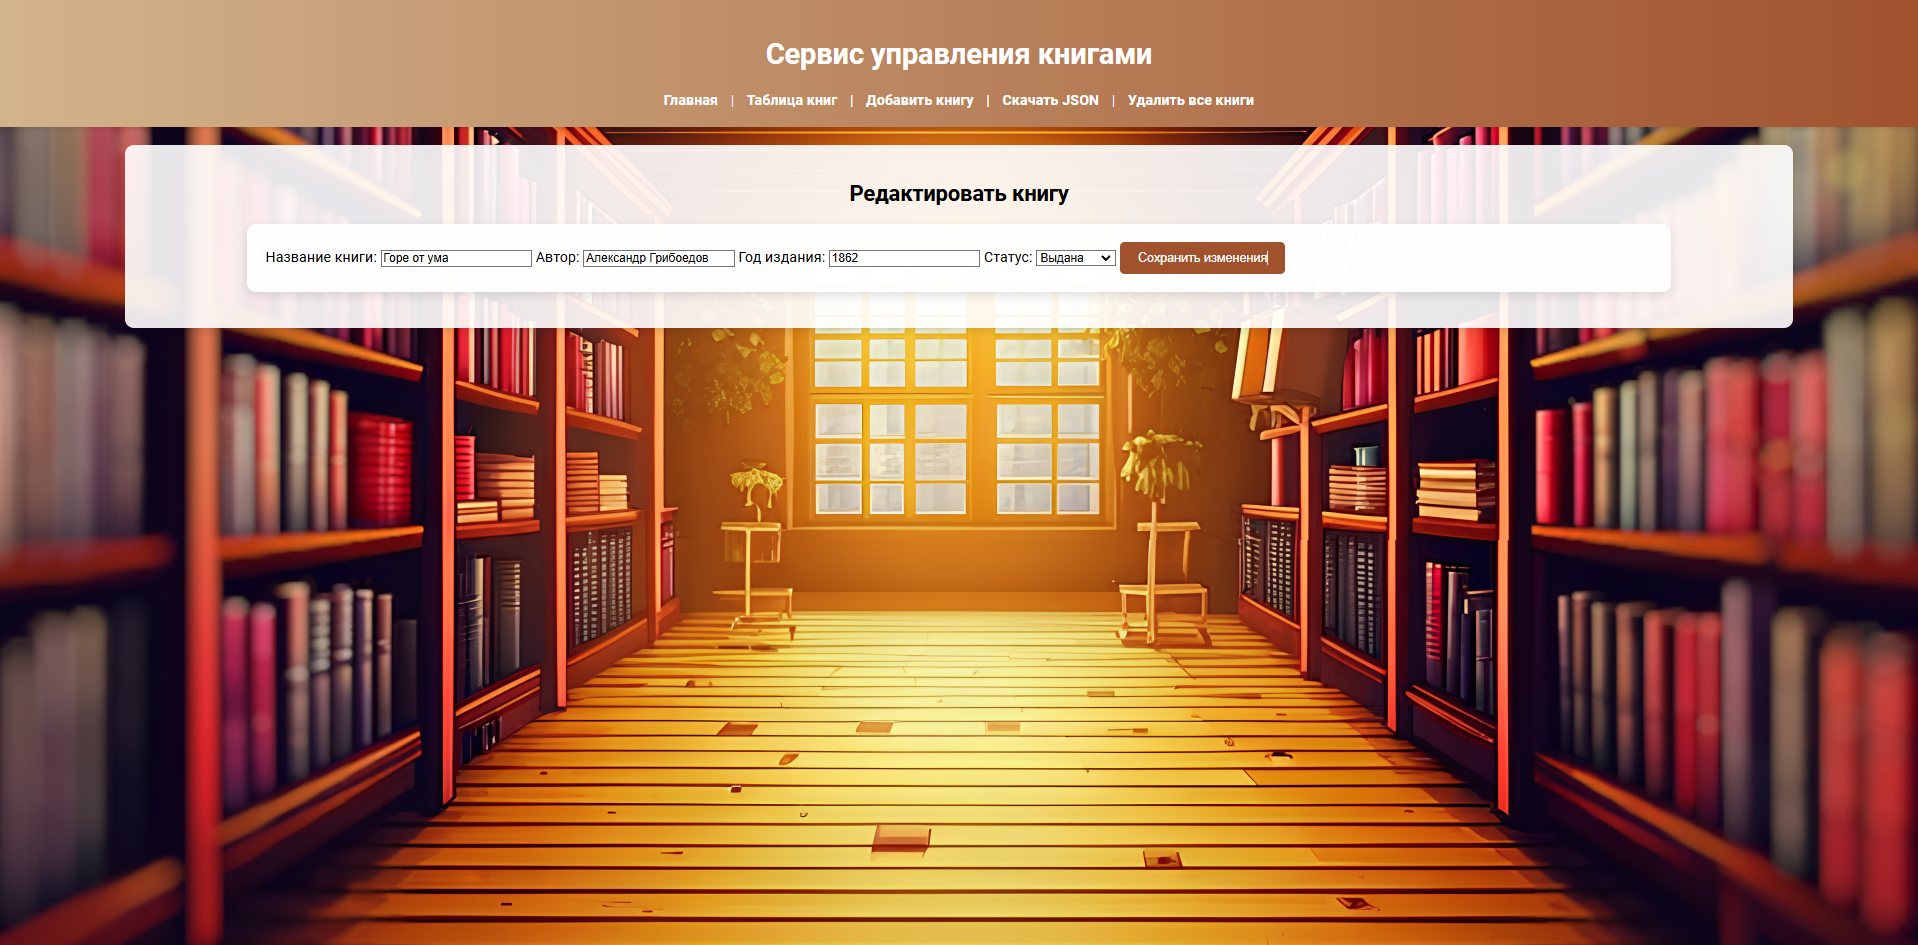 Сервис управления книгами
Главная | Таблица книг | Добавить книгу | Скачать JSON | Удалить все книги
Редактировать книгу
Название книги: Горе от ума Автор: Александр Грибоедов Год издания: 1862 Статус: Выдана Сохранить изменения